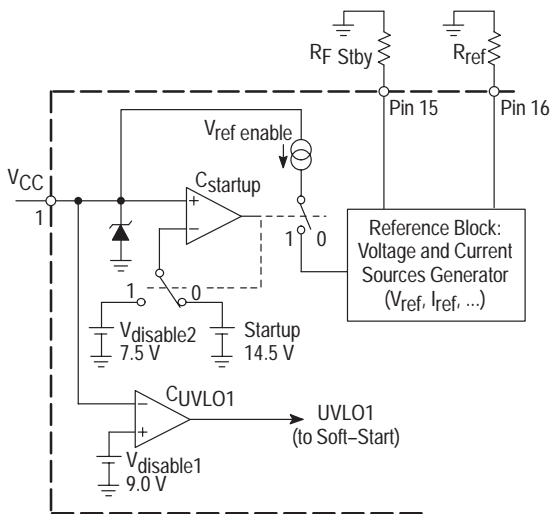 R_F Stby
R_ref
Pin 15
Pin 16
V_ref enable
V_CC
1
C_startup
+
−
1 0
Reference Block:
Voltage and Current
Sources Generator
(V_ref, I_ref, ...)
1
0
V_disable2
7.5 V
Startup
14.5 V
C_UVLO1
−
+
UVLO1
(to Soft–Start)
V_disable1
9.0 V